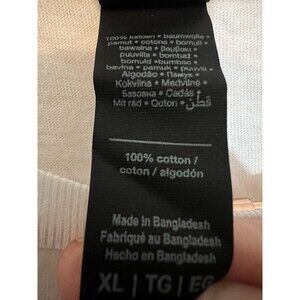 100% katoen • baumwolle •
pamut • cotone • bomuli
bawełna • βαμβακι •
puuvilla • bombaž •
bomuld • bumbac •
bavlna • pamuk • puuvill •
Algodão • Памук •
Kokvilna • Medvilnė •
Бавовна • Cadás •
Mit rád • Qoton • قطن
100% cotton /
coton / algodón
Made in Bangladesh
Fabriqué au Bangladesh
Hecho en Bangladesh
XL | TG | EG